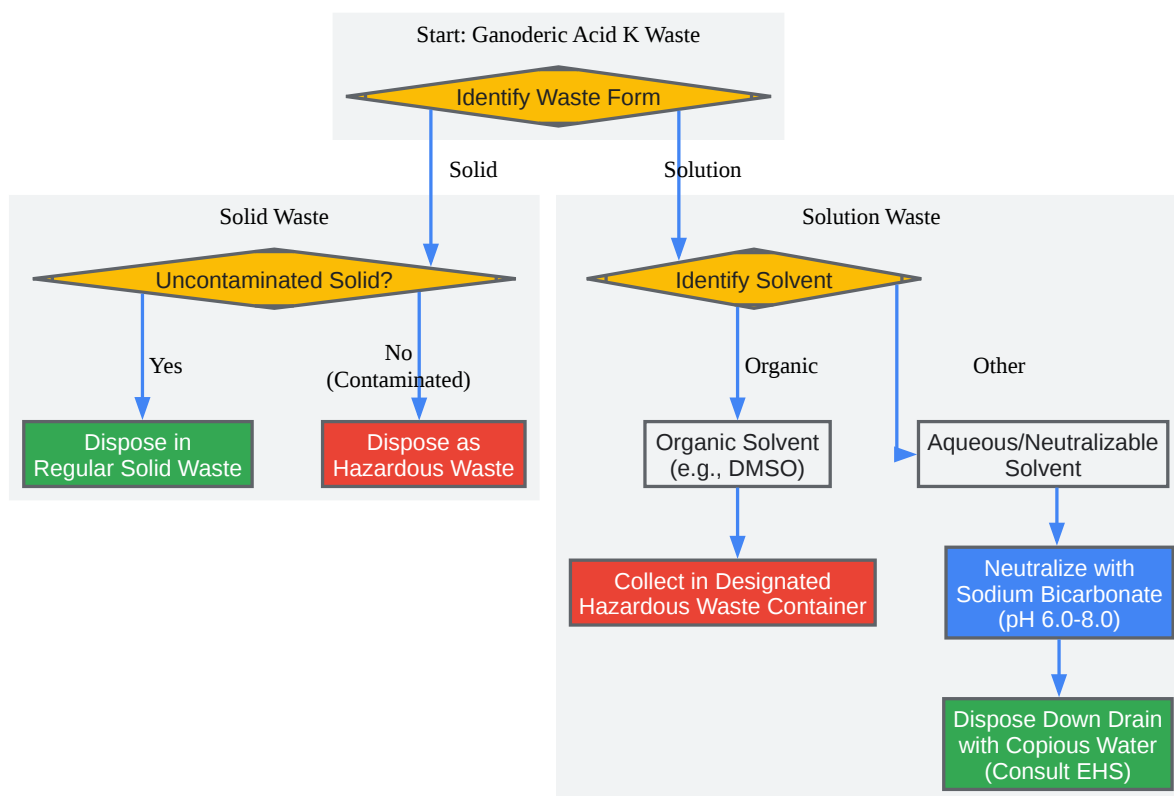 Start: Ganoderic Acid K Waste
Identify Waste Form
Solid
Solution
Solid Waste
Uncontaminated Solid?
Yes
No
(Contaminated)
Dispose in
Regular Solid Waste
Dispose as
Hazardous Waste
Solution Waste
Identify Solvent
Organic
Other
Organic Solvent
(e.g., DMSO)
Aqueous/Neutralizable
Solvent
Collect in Designated
Hazardous Waste Container
Neutralize with
Sodium Bicarbonate
(pH 6.0-8.0)
Dispose Down Drain
with Copious Water
(Consult EHS)